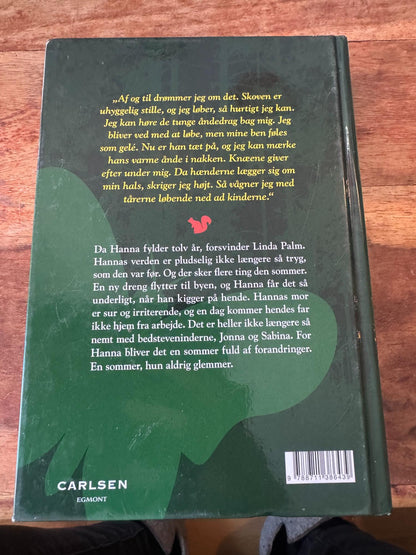 „Af og til drømmer jeg om det. Skoven er
uhyggelig stille, og jeg løber, så hurtigt jeg kan.
Jeg kan høre de tunge åndedrag bag mig. Jeg
bliver ved med at løbe, men mine ben føles
som gelé. Nu er han tæt på, og jeg kan mærke
hans varme ånde i nakken. Knæene giver
efter under mig. Da hænderne lægger sig om
min hals, skriger jeg højt. Så vågner jeg med
tårerne løbende ned ad kinderne.“
Da Hanna fylder tolv år, forsvinder Linda Palm.
Hannas verden er pludselig ikke længere så tryg,
som den var før. Og der sker flere ting den sommer.
En ny dreng flytter til byen, og Hanna får det så
underligt, når han kigger på hende. Hannas mor
er sur og irriterende, og en dag kommer hendes far
ikke hjem fra arbejde. Det er heller ikke længere så
nemt med bedsteveninderne, Jonna og Sabina. For
Hanna bliver det en sommer fuld af forandringer.
En sommer, hun aldrig glemmer.
9 788711 386439
CARLSEN
EGMONT